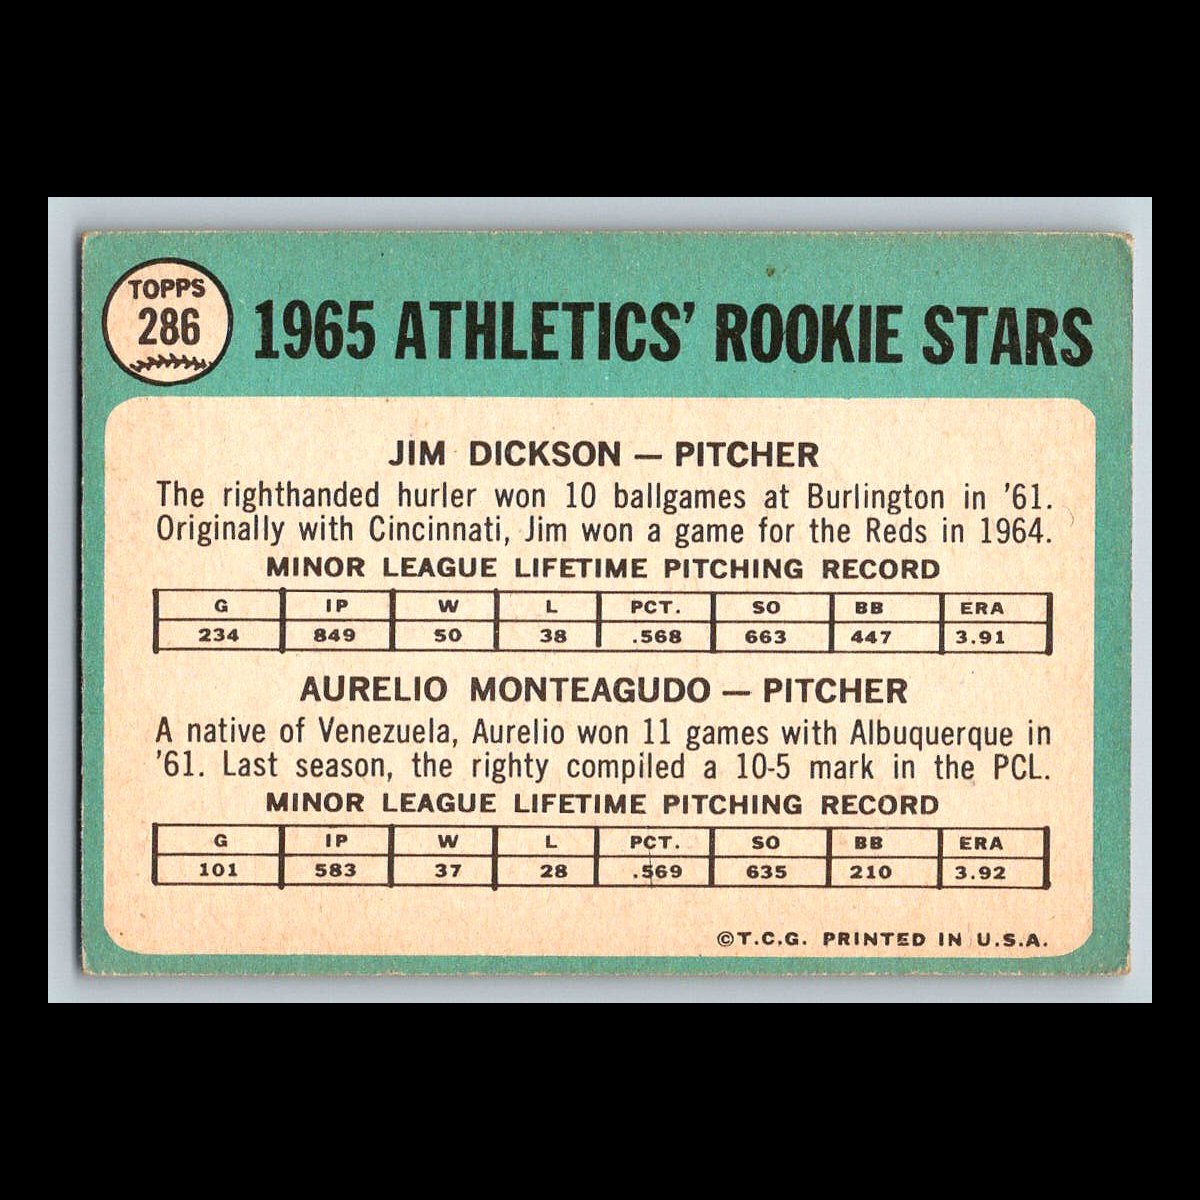 TOPPS
286
1965 ATHLETICS' ROOKIE STARS
JIM DICKSON — PITCHER
The righthanded hurler won 10 ballgames at Burlington in '61.
Originally with Cincinnati, Jim won a game for the Reds in 1964.
MINOR LEAGUE LIFETIME PITCHING RECORD
G IP W L PCT. SO BB ERA
234 849 50 38 .568 663 447 3.91
AURELIO MONTEAGUDO — PITCHER
A native of Venezuela, Aurelio won 11 games with Albuquerque in
'61. Last season, the righty compiled a 10-5 mark in the PCL.
MINOR LEAGUE LIFETIME PITCHING RECORD
G IP W L PCT. SO BB ERA
101 583 37 28 .569 635 210 3.92
©T.C.G. PRINTED IN U.S.A.